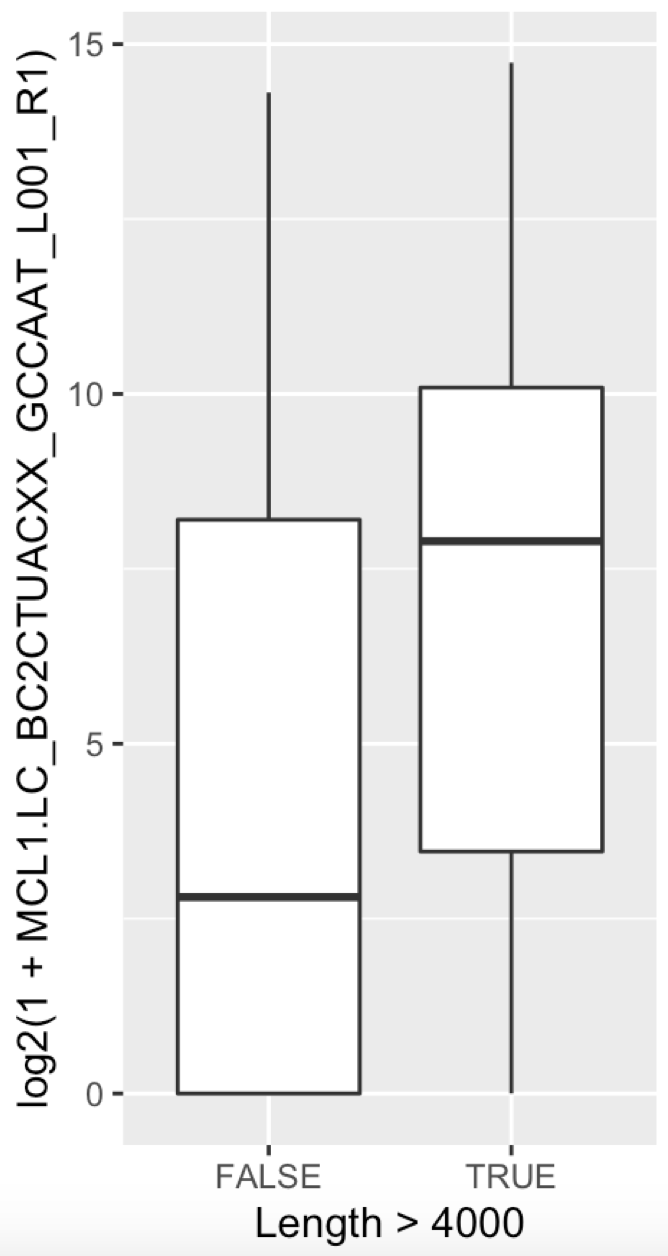 log2(1 + MCL1.LC_BC2CTUACXX_GCCAAT_L001_R1)
15
10
5
0
FALSE TRUE
Length > 4000